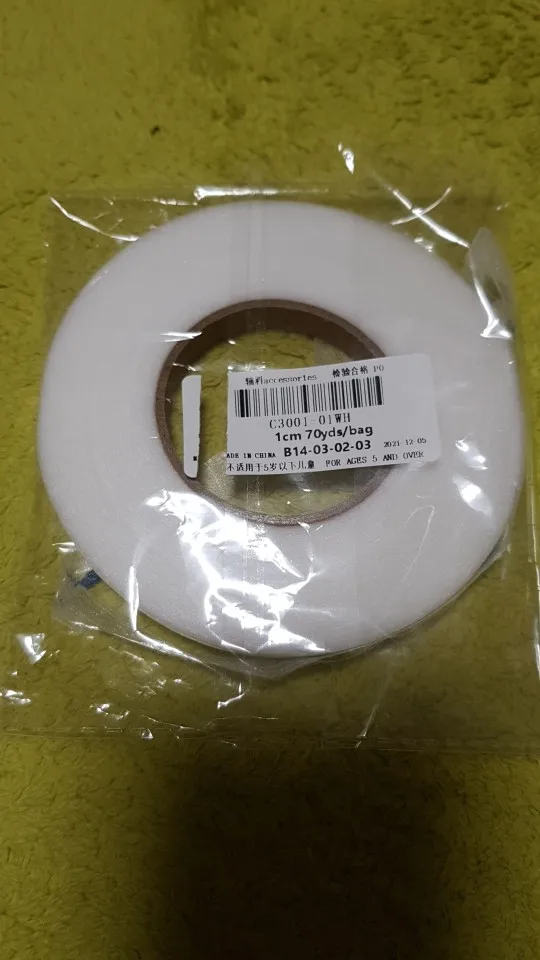 辅料accessories 检验合格 PO
C3001-01WH
1cm 70yds/bag
MADE IN CHINA B14-03-02-03 2021-12-05
不适用于5岁以下儿童 FOR AGES 5 AND OVER